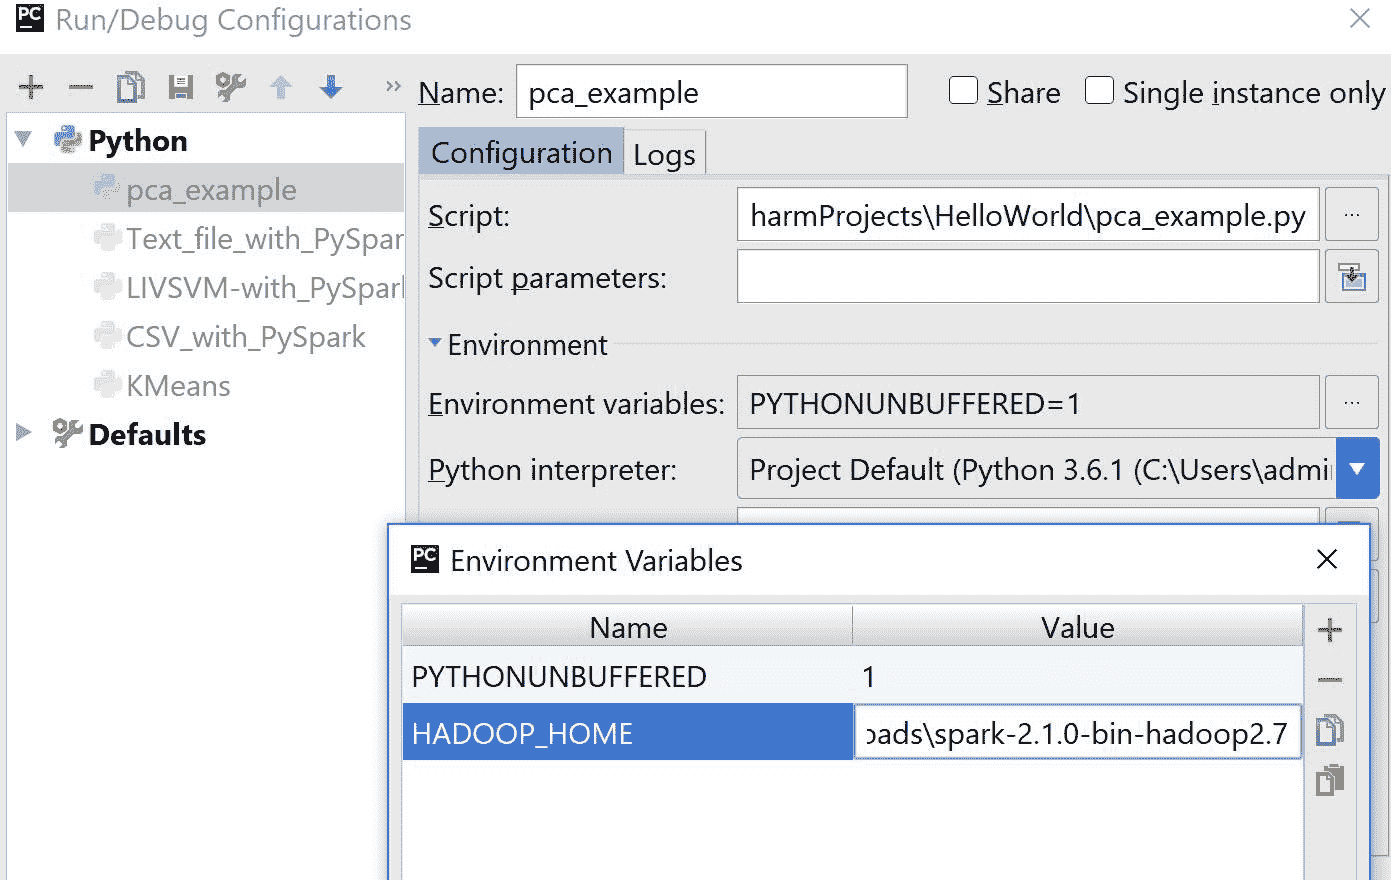 PC Run/Debug Configurations
Name: pca_example Share Single instance only
Python
pca_example
Text_file_with_PySpar
LIVSVM-with_PySpar
CSV_with_PySpark
KMeans
Defaults
Configuration Logs
Script: harmProjects\HelloWorld\pca_example.py ...
Script parameters:
Environment
Environment variables: PYTHONUNBUFFERED=1 ...
Python interpreter: Project Default (Python 3.6.1 (C:\Users\admi
PC Environment Variables
Name Value
PYTHONUNBUFFERED 1
HADOOP_HOME oads\spark-2.1.0-bin-hadoop2.7